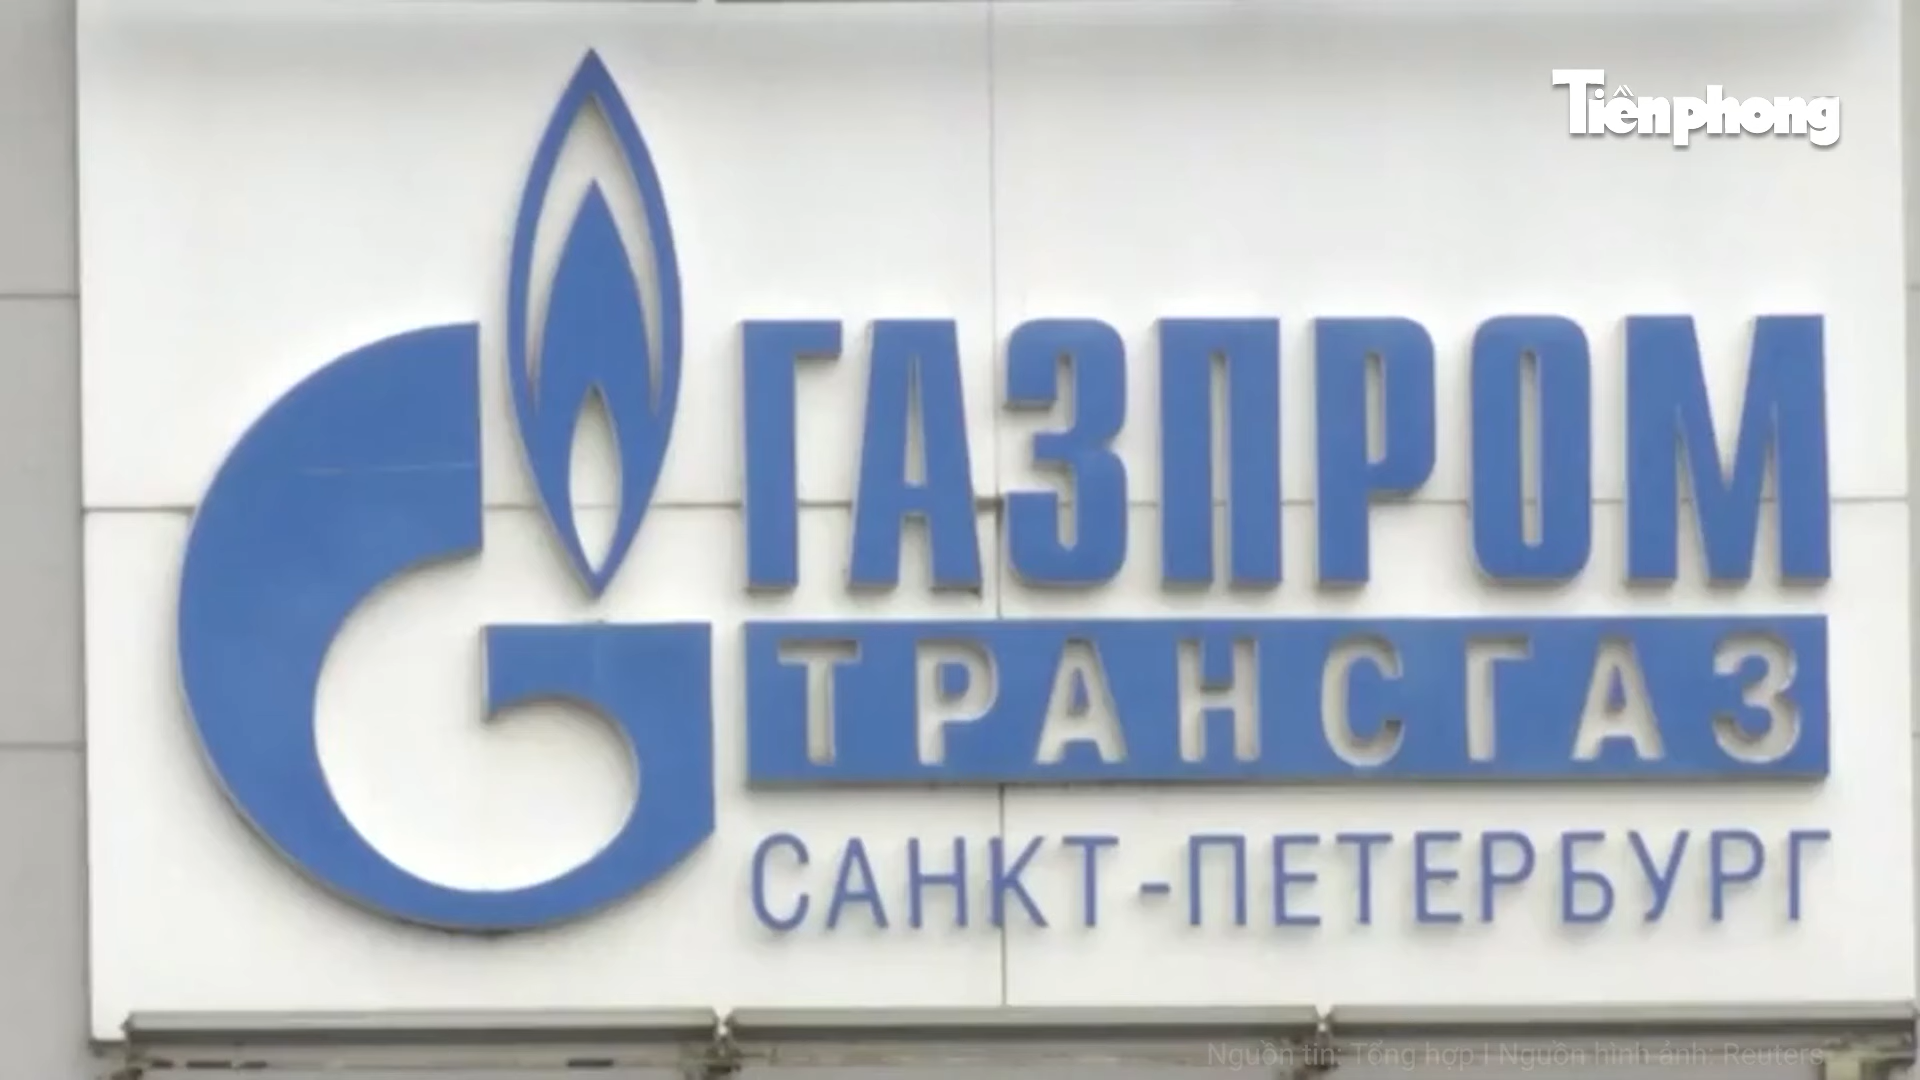 Tiềnphong
ГАЗПРОМ
ТРАНСГАЗ
САНКТ-ПЕТЕРБУРГ
Nguồn tin: Tổng hợp | Nguồn hình ảnh: Reuters